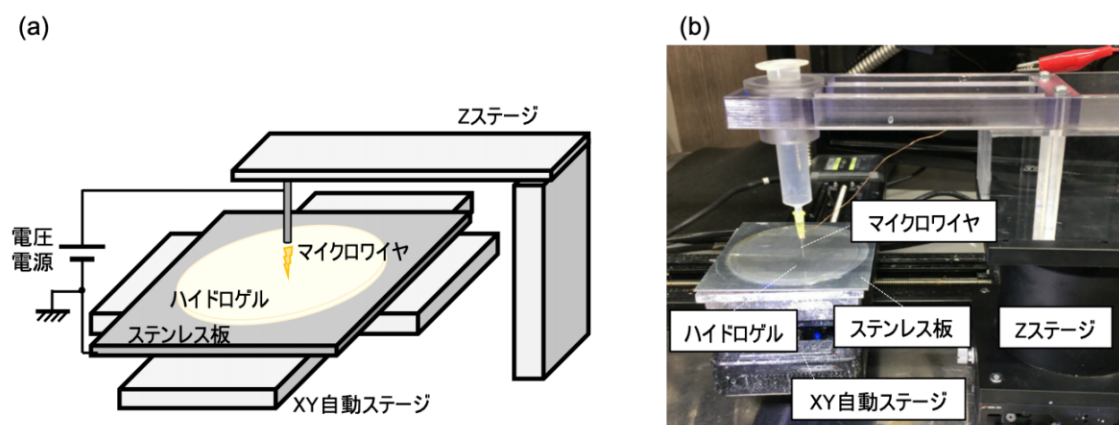 (a)
Zステージ
電圧
電源
マイクロワイヤ
ハイドロゲル
ステンレス板
XY自動ステージ
(b)
マイクロワイヤ
ハイドロゲル
ステンレス板
Zステージ
XY自動ステージ